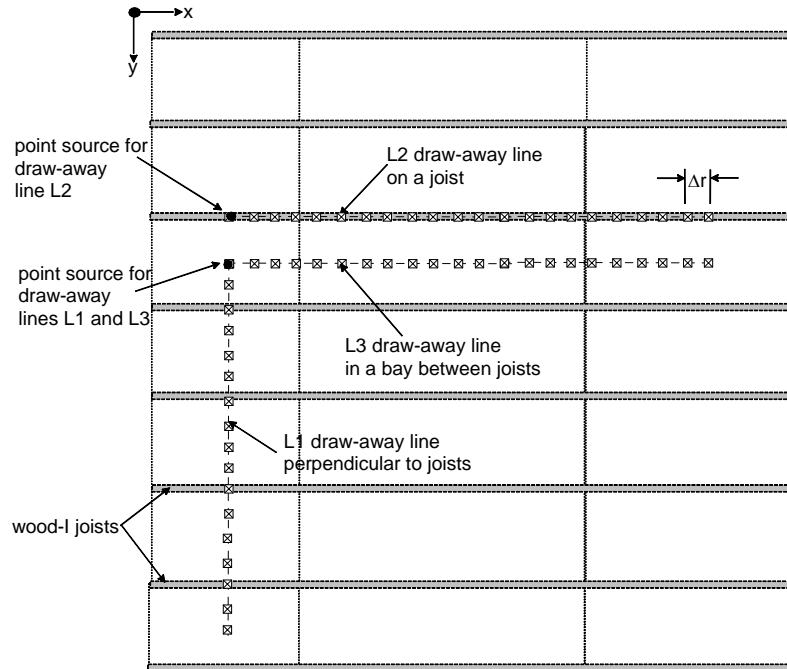 x
y
point source for
draw-away
line L2
L2 draw-away line
on a joist
Δr
point source for
draw-away
lines L1 and L3
L3 draw-away line
in a bay between joists
L1 draw-away line
perpendicular to joists
wood-I joists